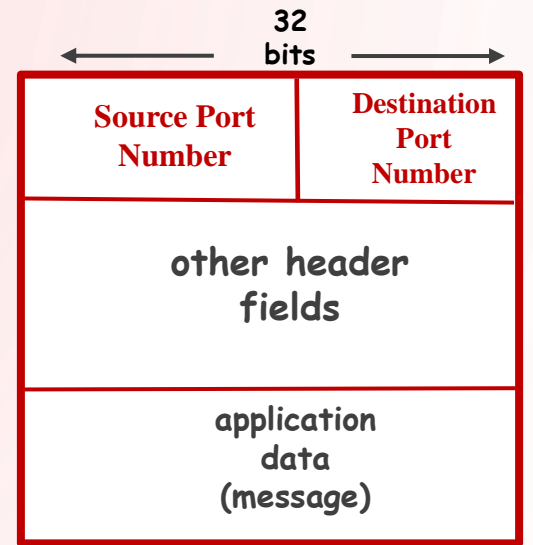 32
bits
Source Port
Number
Destination
Port
Number
other header
fields
application
data
(message)